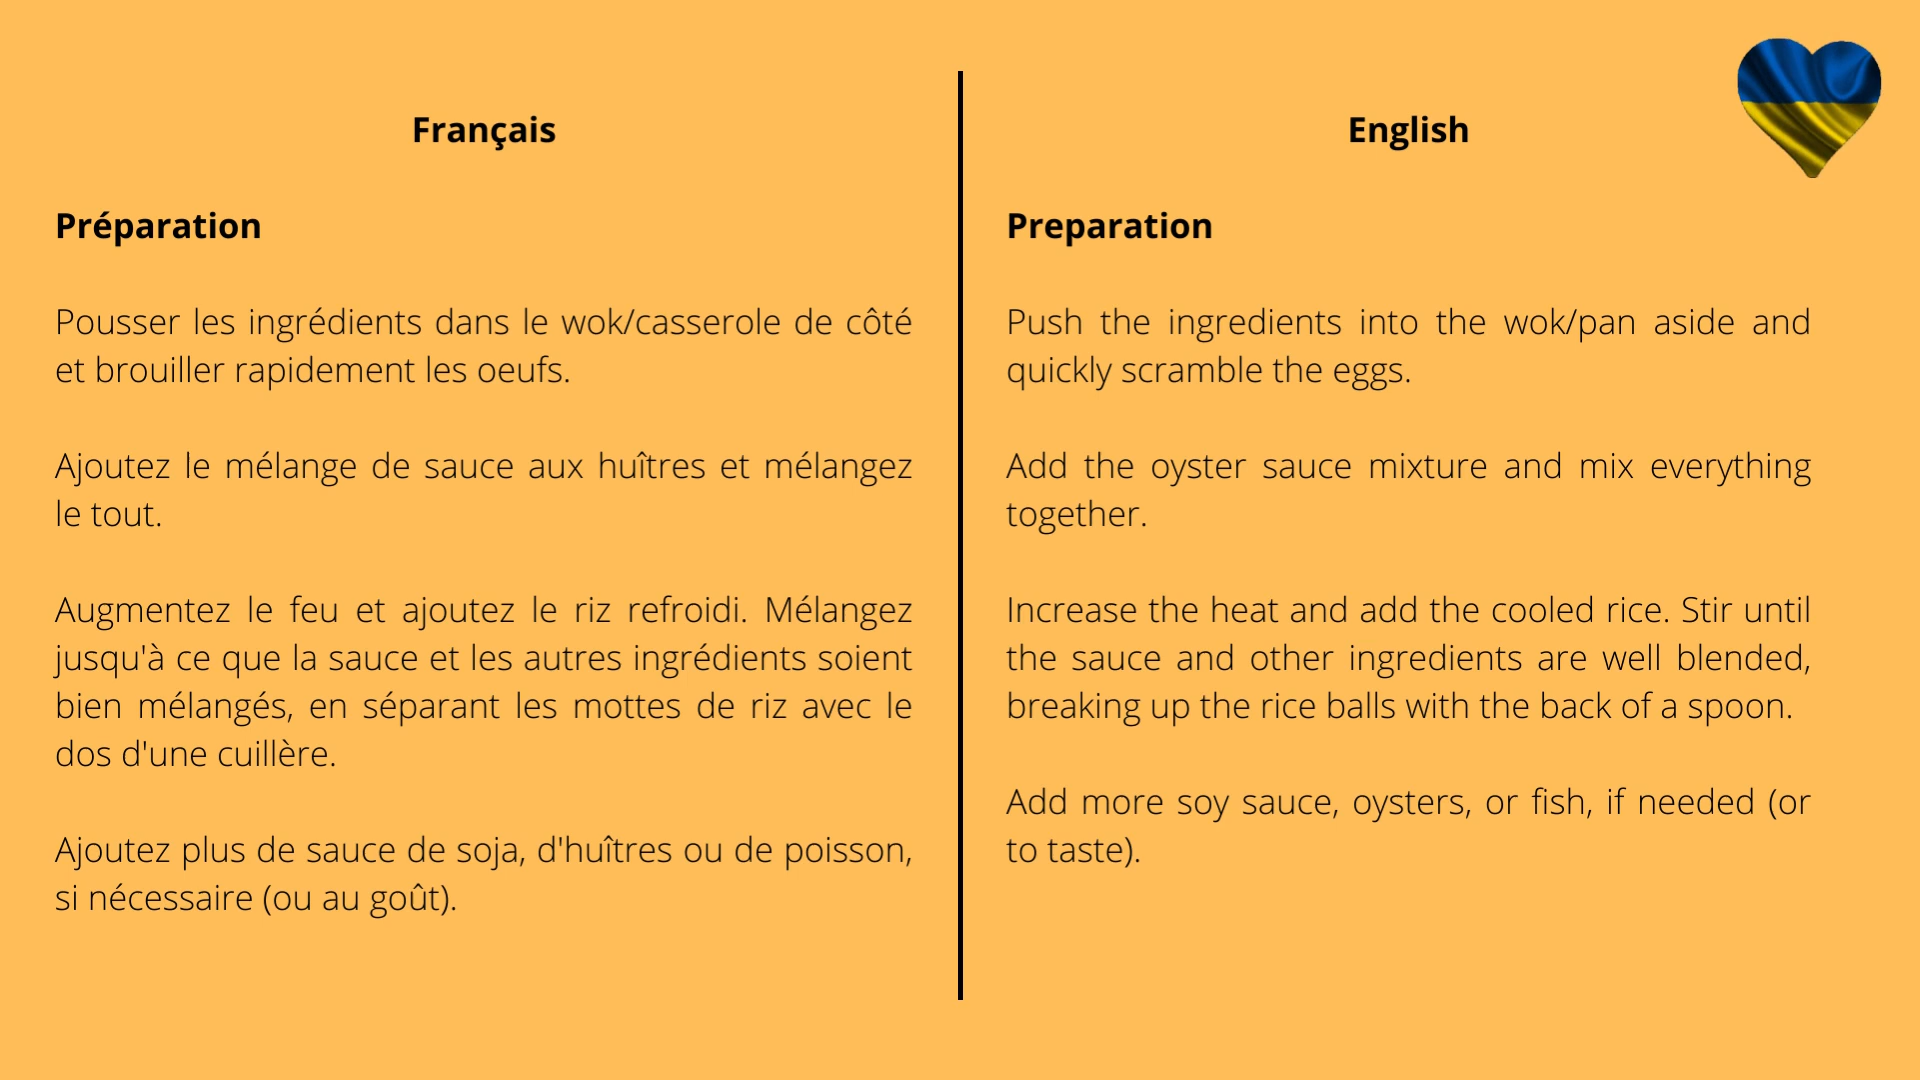 Français
Préparation
Pousser les ingrédients dans le wok/casserole de côté
et brouiller rapidement les oeufs.
Ajoutez le mélange de sauce aux huîtres et mélangez
le tout.
Augmentez le feu et ajoutez le riz refroidi. Mélangez
jusqu'à ce que la sauce et les autres ingrédients soient
bien mélangés, en séparant les mottes de riz avec le
dos d'une cuillère.
Ajoutez plus de sauce de soja, d'huîtres ou de poisson,
si nécessaire (ou au goût).
English
Preparation
Push the ingredients into the wok/pan aside and
quickly scramble the eggs.
Add the oyster sauce mixture and mix everything
together.
Increase the heat and add the cooled rice. Stir until
the sauce and other ingredients are well blended,
breaking up the rice balls with the back of a spoon.
Add more soy sauce, oysters, or fish, if needed (or
to taste).